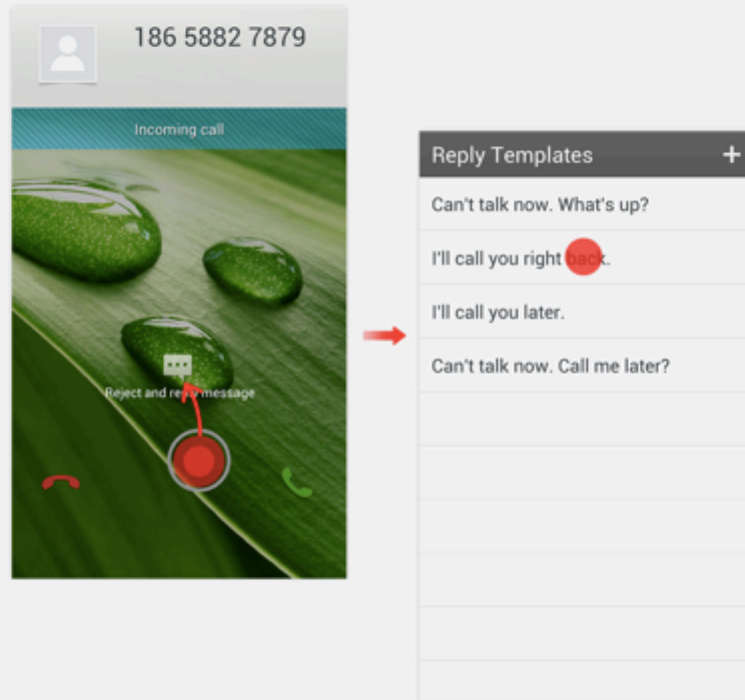 186 5882 7879
Incoming call
Reject and reply message
Reply Templates +
Can't talk now. What's up?
I'll call you right back.
I'll call you later.
Can't talk now. Call me later?